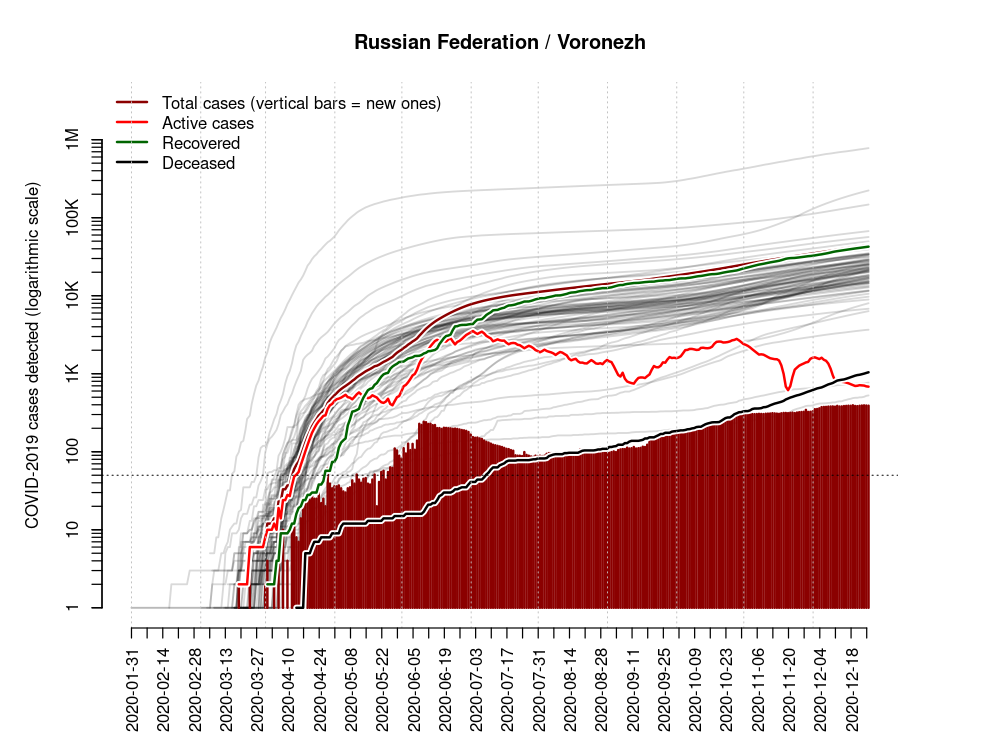 Russian Federation / Voronezh
Total cases (vertical bars = new ones)
Active cases
Recovered
Deceased
COVID-2019 cases detected (logarithmic scale)
1M
100K
10K
1K
100
10
1
2020-01-31
2020-02-14
2020-02-28
2020-03-13
2020-03-27
2020-04-10
2020-04-24
2020-05-08
2020-05-22
2020-06-05
2020-06-19
2020-07-03
2020-07-17
2020-07-31
2020-08-14
2020-08-28
2020-09-11
2020-09-25
2020-10-09
2020-10-23
2020-11-06
2020-11-20
2020-12-04
2020-12-18